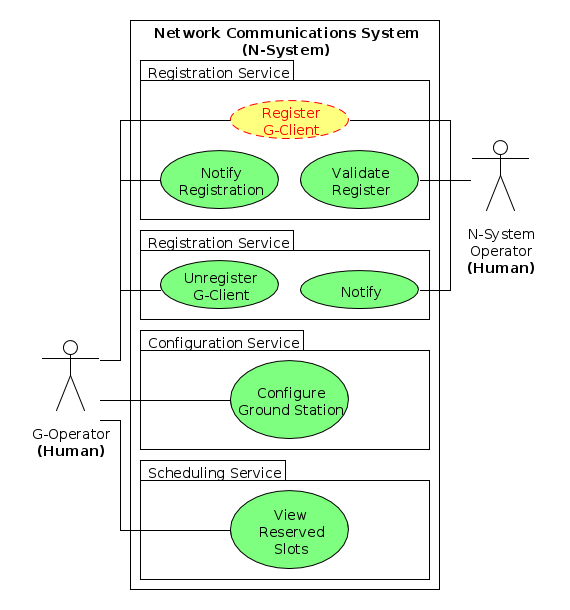 Network Communications System
(N-System)
Registration Service
Register
G-Client
Notify
Registration
Validate
Register
N-System
Operator
(Human)
Registration Service
Unregister
G-Client
Notify
Configuration Service
Configure
Ground Station
G-Operator
(Human)
Scheduling Service
View
Reserved
Slots